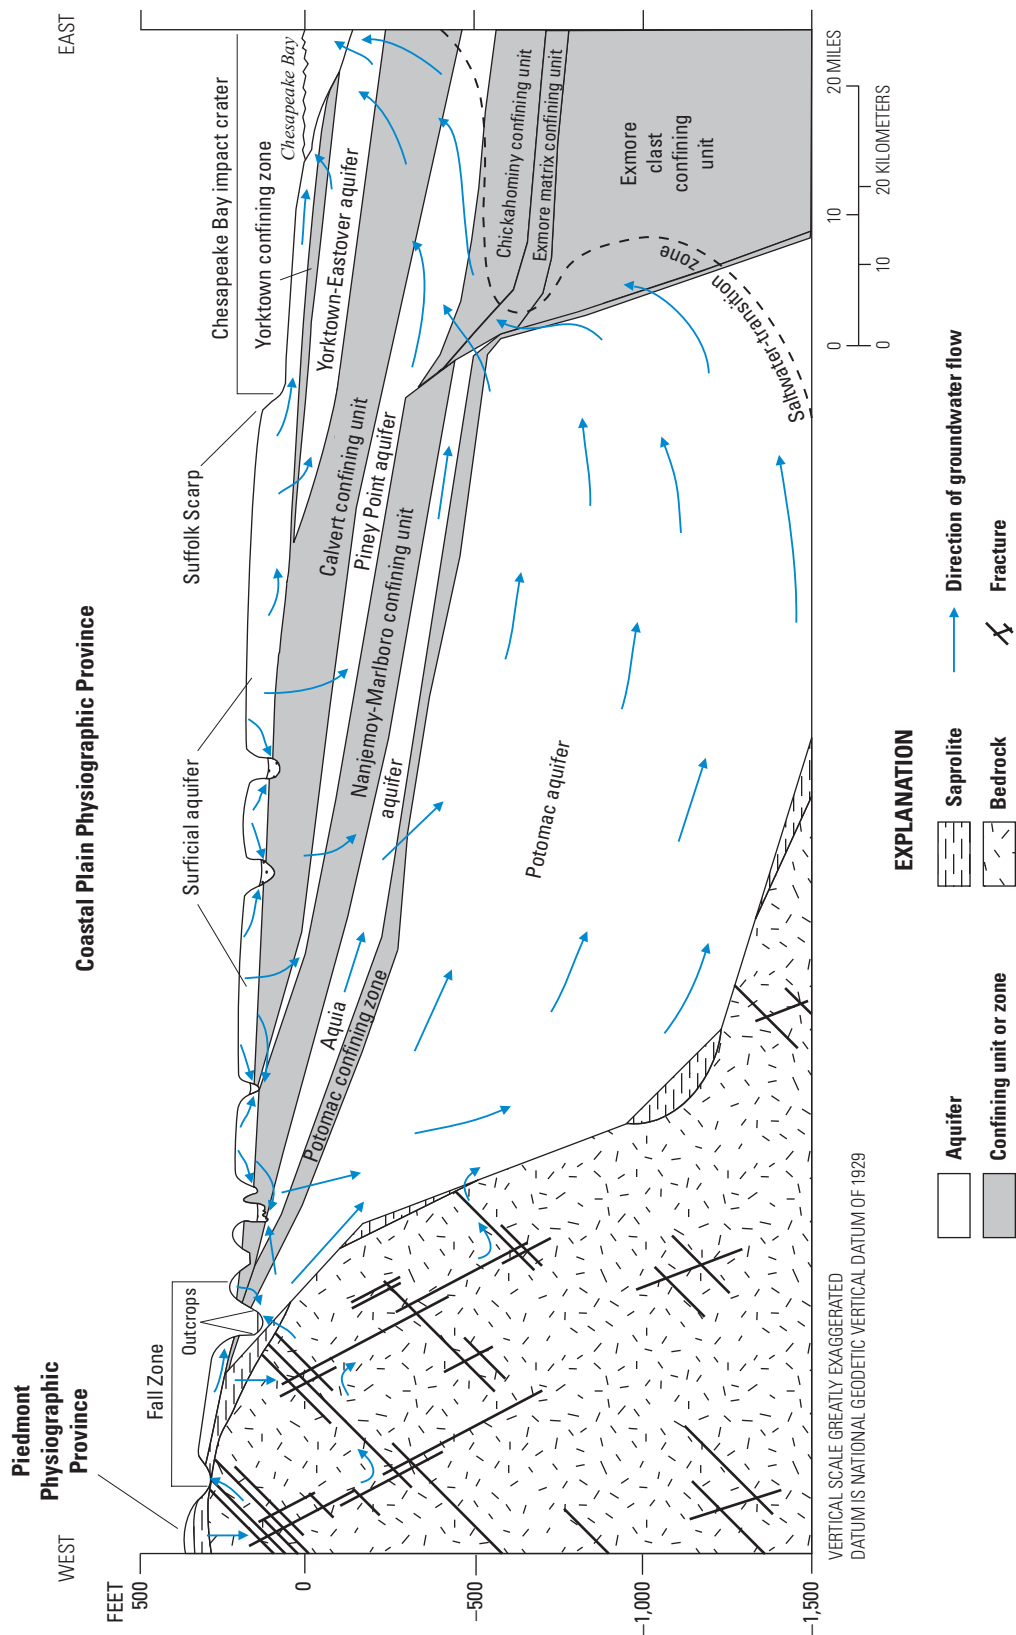 WEST
EAST
Piedmont
Physiographic
Province
Coastal Plain Physiographic Province
Fall Zone
Outcrops
Surficial aquifer
Suffolk Scarp
Chesapeake Bay impact crater
Yorktown confining zone
Chesapeake Bay
Yorktown-Eastover aquifer
Calvert confining unit
Piney Point aquifer
Nanjemoy-Marlboro confining unit
Aquia
aquifer
Potomac confining zone
Potomac aquifer
Chickahominy confining unit
Exmore matrix confining unit
Exmore
clast
confining
unit
Saltwater-transition
zone
FEET
500
0
–500
–1,000
–1,500
VERTICAL SCALE GREATLY EXAGGERATED
DATUM IS NATIONAL GEODETIC VERTICAL DATUM OF 1929
0
10
20 MILES
0
10
20 KILOMETERS
EXPLANATION
Aquifer
Confining unit or zone
Saprolite
Bedrock
Direction of groundwater flow
Fracture